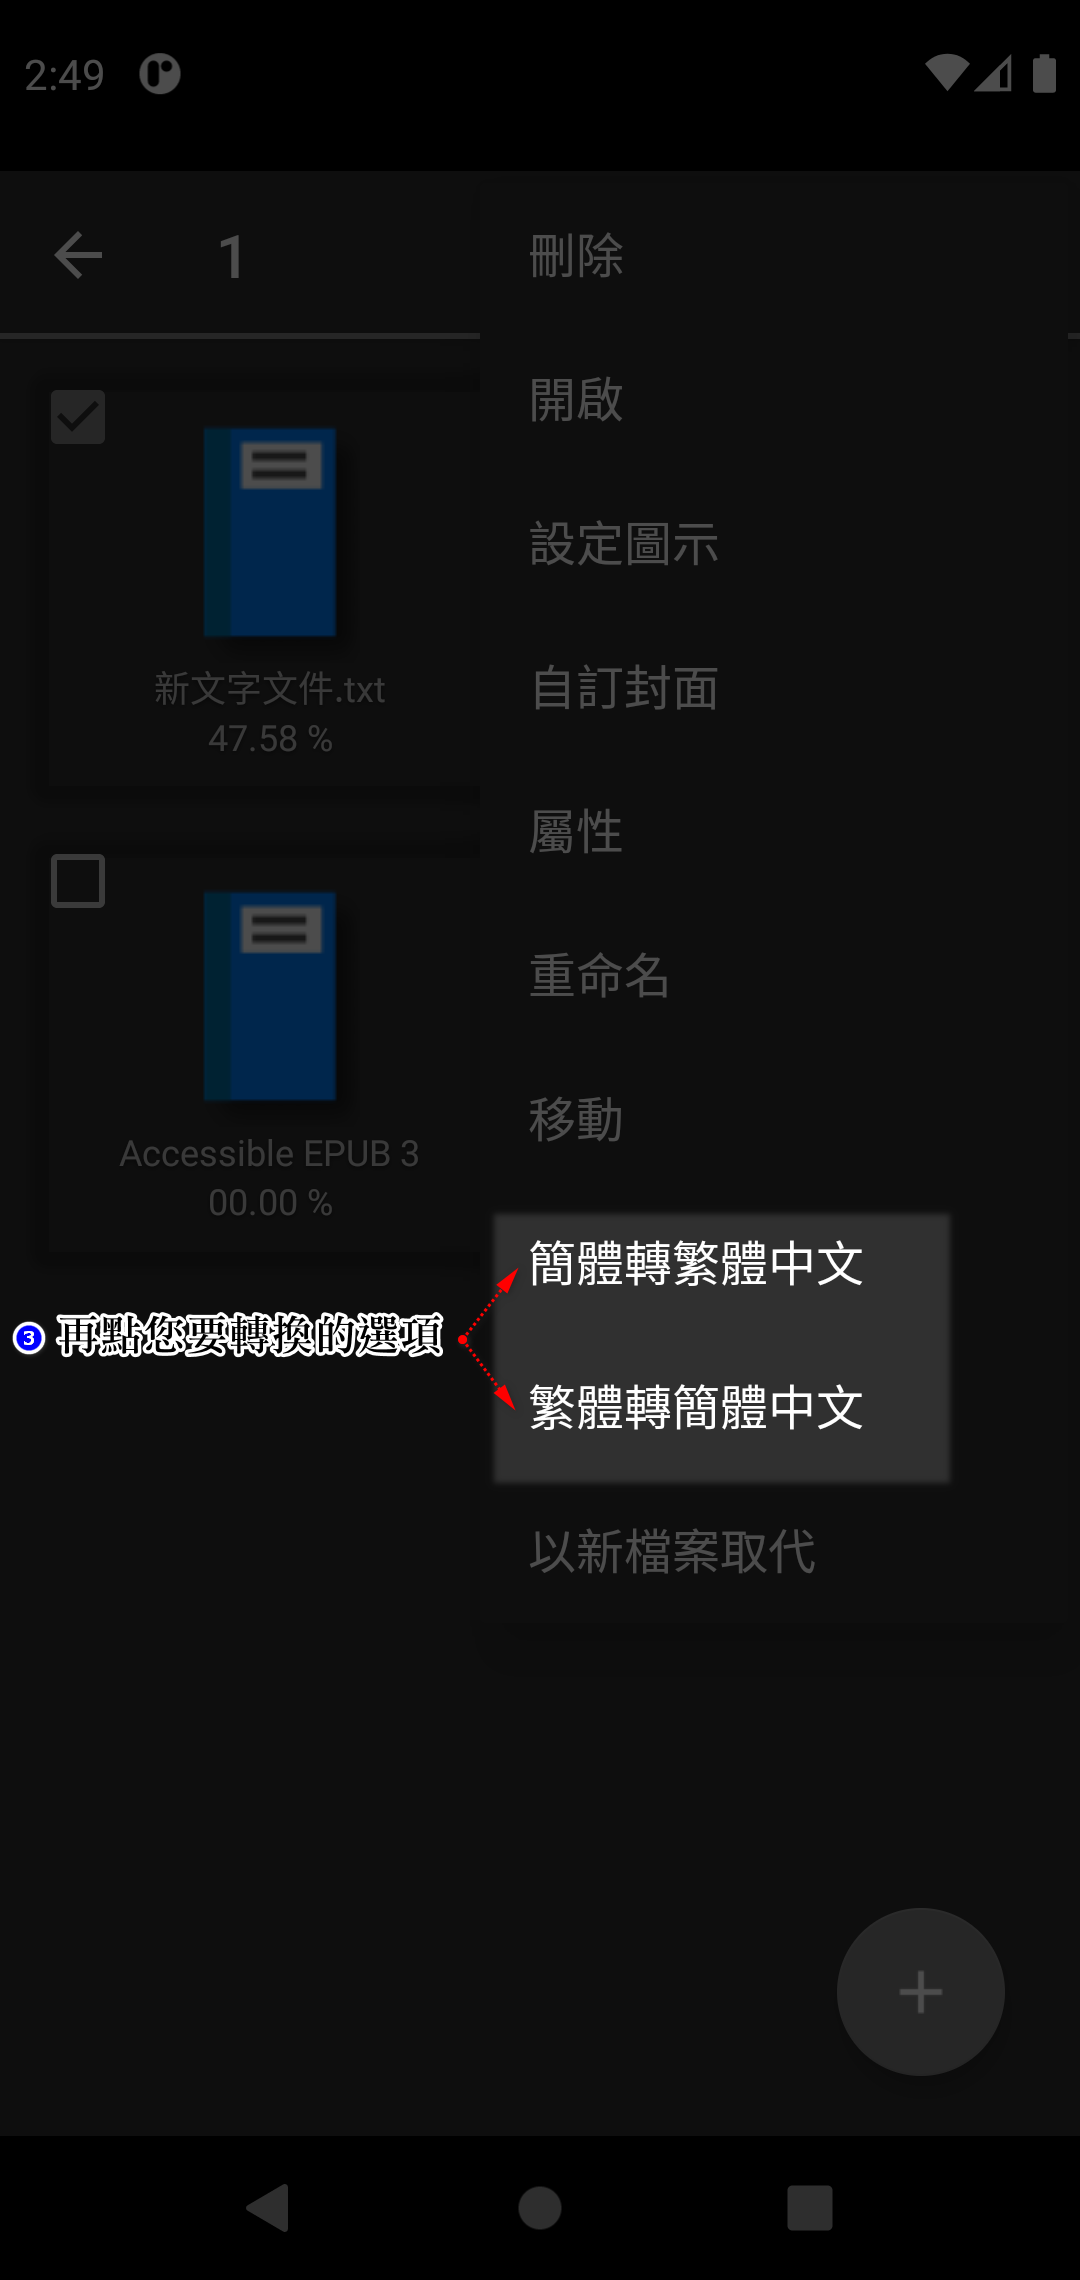 2:49
1
刪除
開啟
設定圖示
自訂封面
屬性
重命名
移動
簡體轉繁體中文
繁體轉簡體中文
以新檔案取代
新文字文件.txt
47.58 %
Accessible EPUB 3
00.00 %
3 再點您要轉換的選項